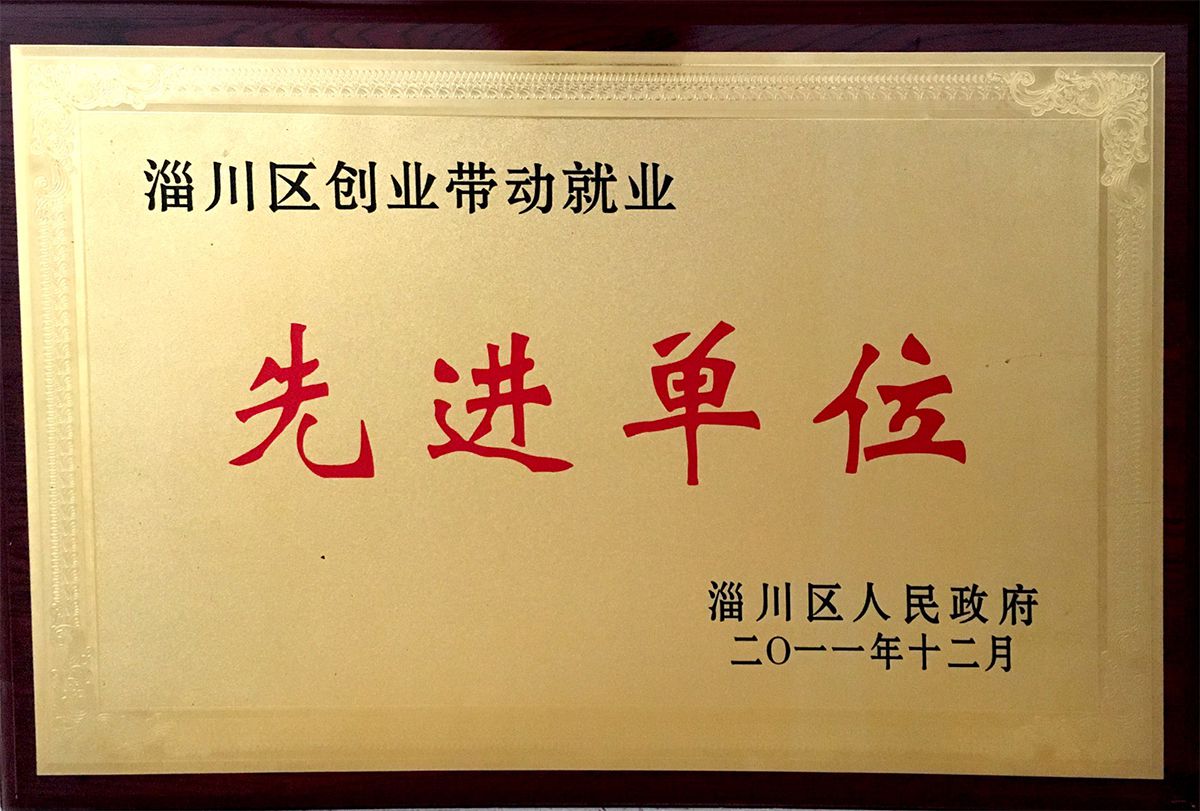 淄川区创业带动就业
先进单位
淄川区人民政府
二〇一一年十二月